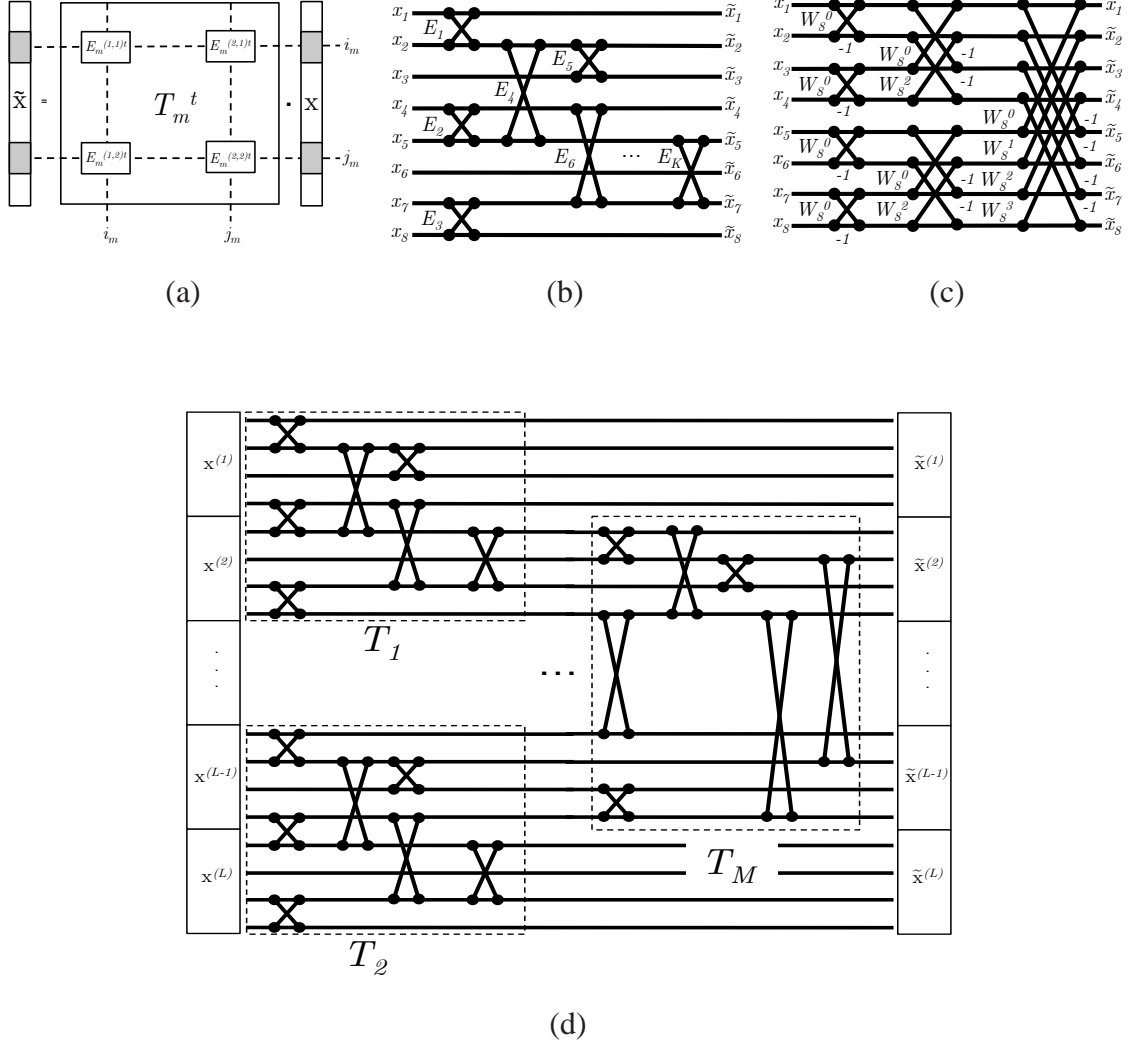 x̃ = T_m^t · x
E_m^(1,1)t E_m^(2,1)t i_m
E_m^(1,2)t E_m^(2,2)t j_m
i_m j_m
(a)
x_1 E_1 x̃_1
x_2 E_5 x̃_2
x_3 E_4 x̃_3
x_4 E_2 x̃_4
x_5 E_6 ... E_K x̃_5
x_6 x̃_6
x_7 E_3 x̃_7
x_8 x̃_8
(b)
x_1 W_8^0 x̃_1
x_2 -1 W_8^0 -1 x̃_2
x_3 W_8^0 W_8^2 -1 x̃_3
x_4 -1 W_8^0 x̃_4
x_5 W_8^0 W_8^1 -1 x̃_5
x_6 -1 W_8^0 W_8^2 -1 x̃_6
x_7 W_8^0 W_8^2 -1 W_8^3 -1 x̃_7
x_8 -1 -1 x̃_8
(c)
x^(1) x̃^(1)
x^(2) x̃^(2)
T_1
. . . ... . . .
x^(L-1) x̃^(L-1)
x^(L) T_M x̃^(L)
T_2
(d)